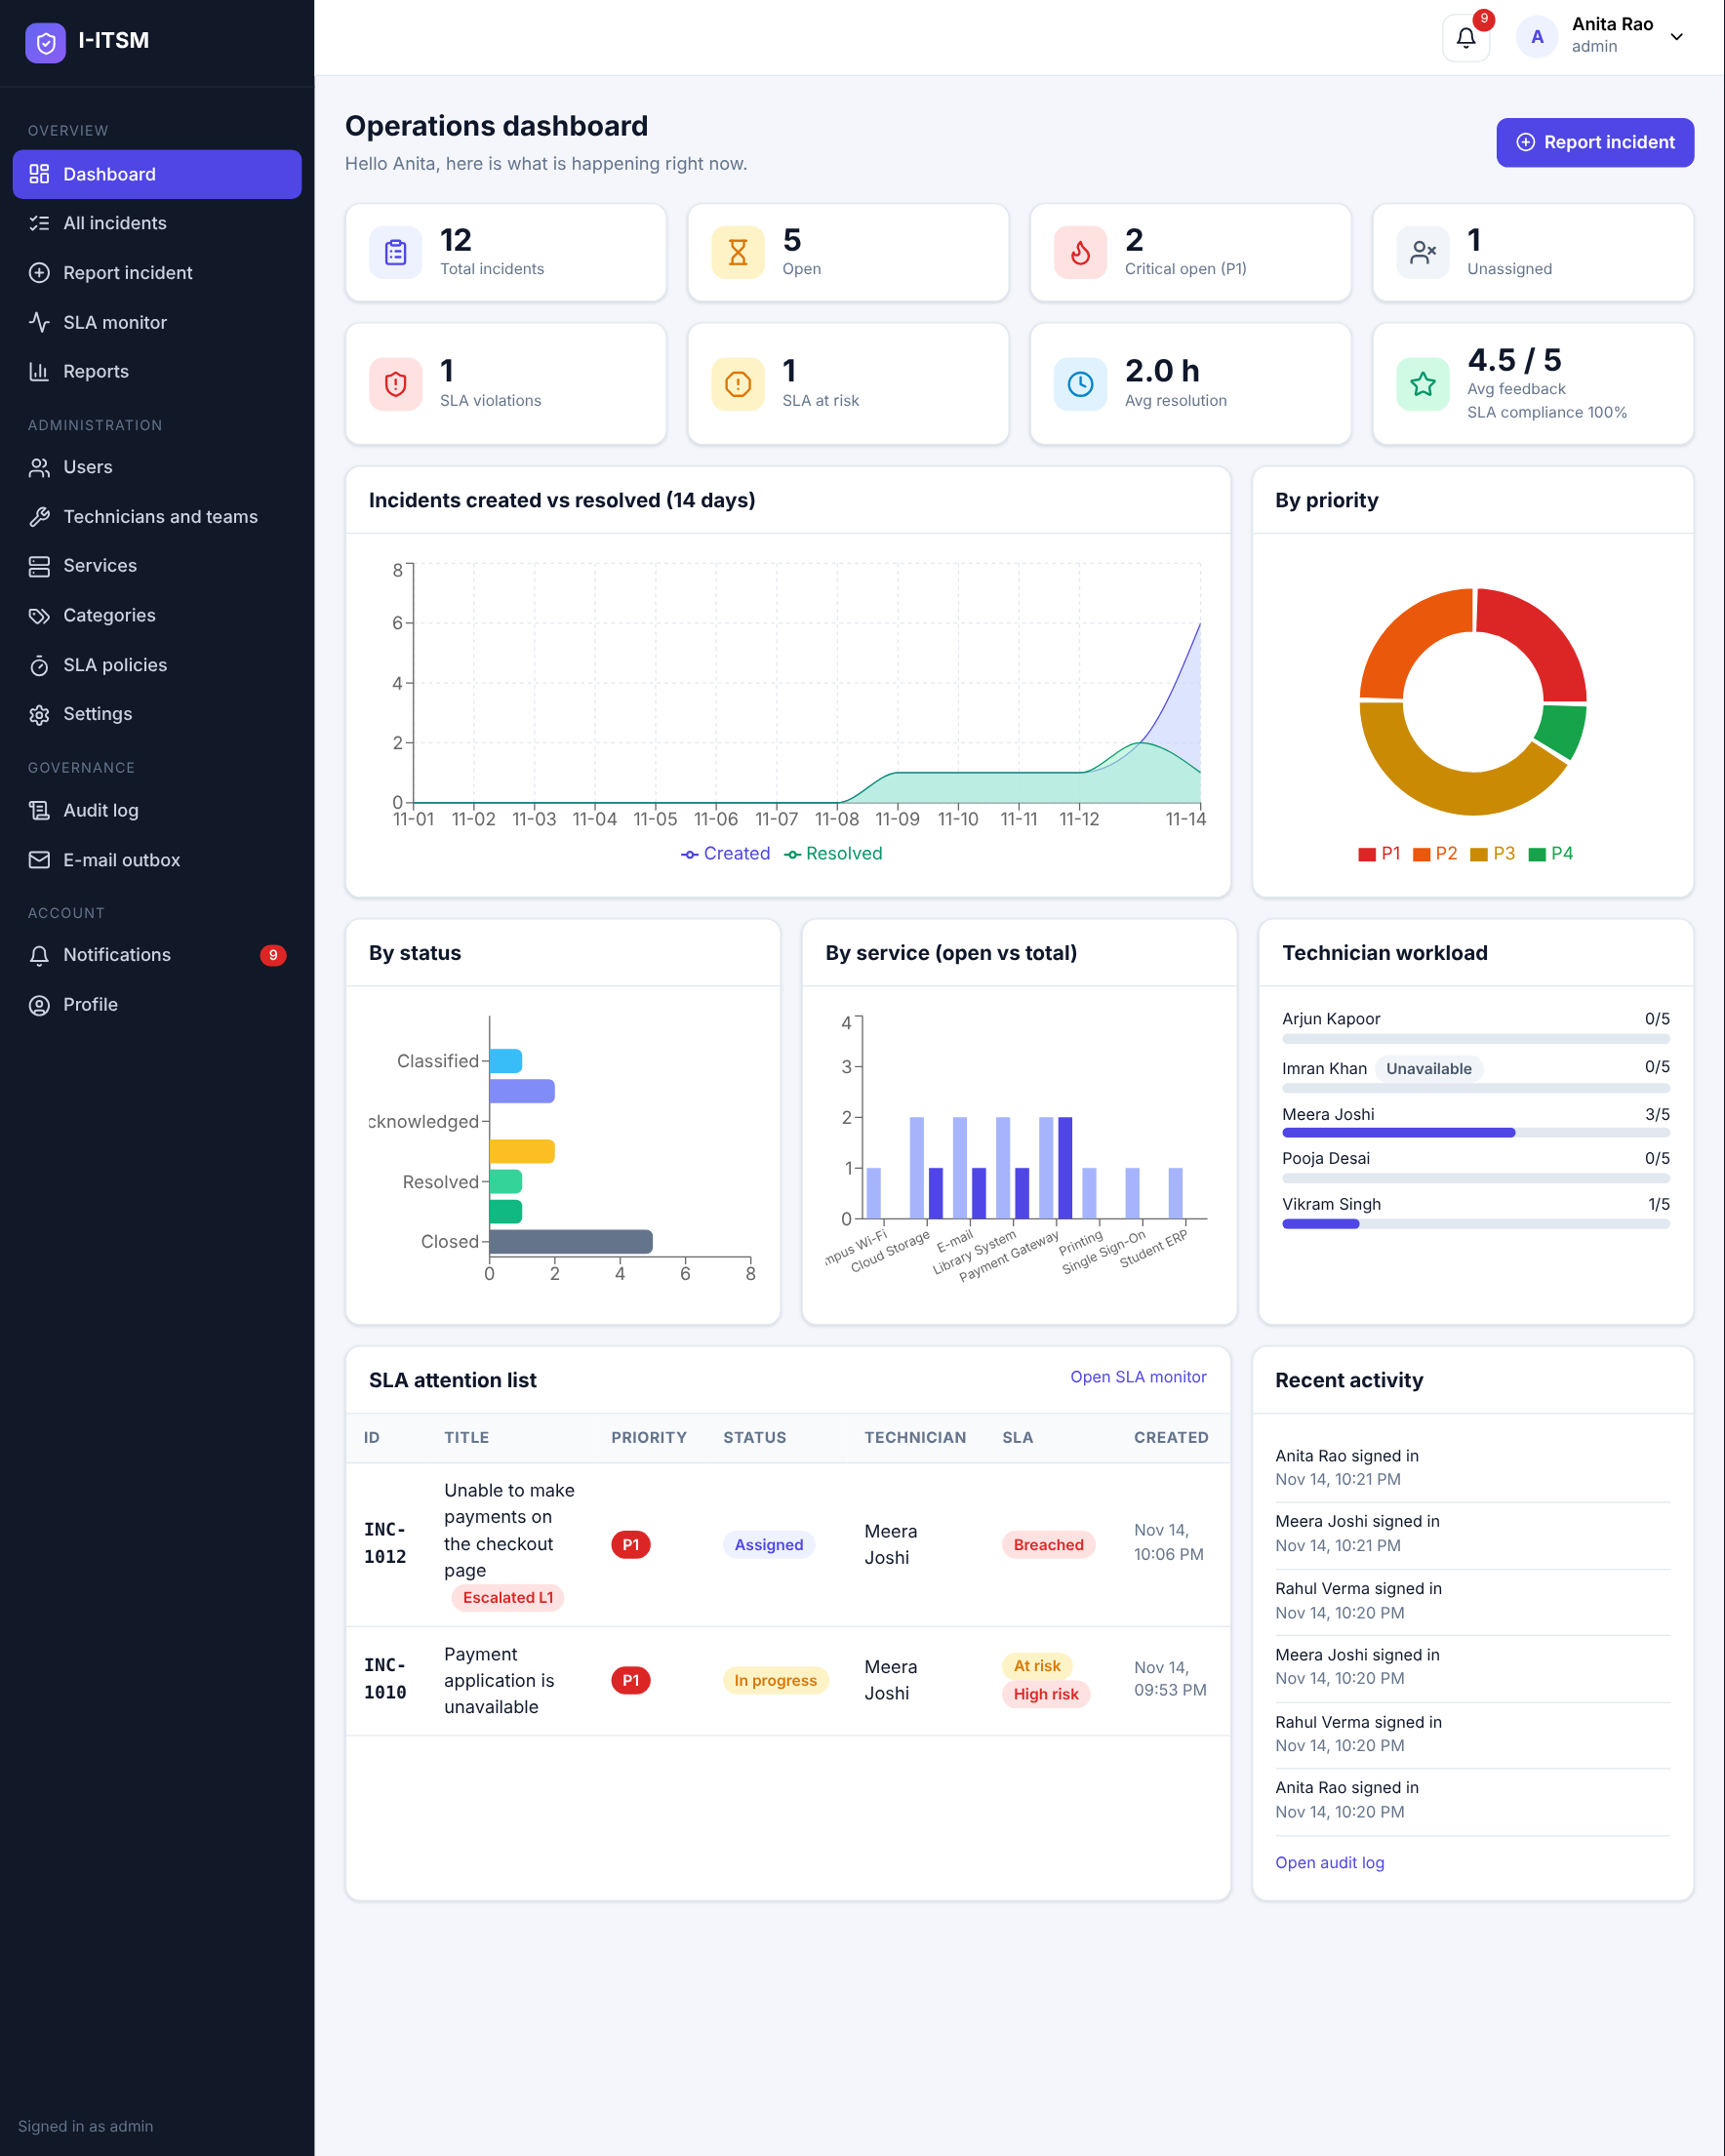 I-ITSM
9
A
Anita Rao
admin
OVERVIEW
Dashboard
All incidents
Report incident
SLA monitor
Reports
ADMINISTRATION
Users
Technicians and teams
Services
Categories
SLA policies
Settings
GOVERNANCE
Audit log
E-mail outbox
ACCOUNT
Notifications 9
Profile
Signed in as admin
Operations dashboard
Hello Anita, here is what is happening right now.
Report incident
12
Total incidents
5
Open
2
Critical open (P1)
1
Unassigned
1
SLA violations
1
SLA at risk
2.0 h
Avg resolution
4.5 / 5
Avg feedback
SLA compliance 100%
Incidents created vs resolved (14 days)
8
6
4
2
0
11-01 11-02 11-03 11-04 11-05 11-06 11-07 11-08 11-09 11-10 11-11 11-12 11-14
Created Resolved
By priority
P1 P2 P3 P4
By status
Classified
cknowledged
Resolved
Closed
0 2 4 6 8
By service (open vs total)
4
3
2
1
0
mpus Wi-Fi
Cloud Storage
E-mail
Library System
Payment Gateway
Printing
Single Sign-On
Student ERP
Technician workload
Arjun Kapoor 0/5
Imran Khan Unavailable 0/5
Meera Joshi 3/5
Pooja Desai 0/5
Vikram Singh 1/5
SLA attention list
Open SLA monitor
ID TITLE PRIORITY STATUS TECHNICIAN SLA CREATED
INC-
1012
Unable to make
payments on
the checkout
page
Escalated L1
P1
Assigned
Meera
Joshi
Breached
Nov 14,
10:06 PM
INC-
1010
Payment
application is
unavailable
P1
In progress
Meera
Joshi
At risk
High risk
Nov 14,
09:53 PM
Recent activity
Anita Rao signed in
Nov 14, 10:21 PM
Meera Joshi signed in
Nov 14, 10:21 PM
Rahul Verma signed in
Nov 14, 10:20 PM
Meera Joshi signed in
Nov 14, 10:20 PM
Rahul Verma signed in
Nov 14, 10:20 PM
Anita Rao signed in
Nov 14, 10:20 PM
Open audit log